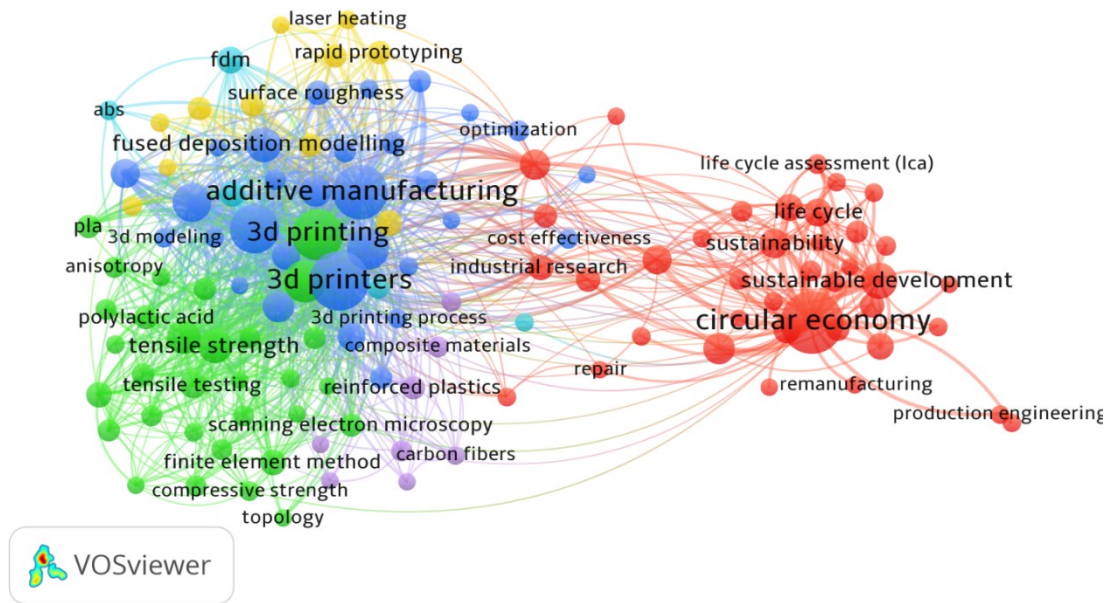 laser heating
fdm
rapid prototyping
surface roughness
abs
optimization
fused deposition modelling
life cycle assessment (lca)
additive manufacturing
life cycle
pla
3d printing
3d modeling
cost effectiveness
sustainability
anisotropy
industrial research
3d printers
sustainable development
polylactic acid
3d printing process
circular economy
tensile strength
composite materials
repair
tensile testing
reinforced plastics
remanufacturing
production engineering
scanning electron microscopy
finite element method
carbon fibers
compressive strength
topology
VOSviewer